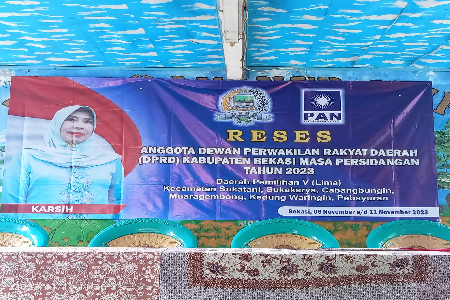 PAN
RESES
ANGGOTA DEWAN PERWAKILAN RAKYAT DAERAH
(DPRD) KABUPATEN BEKASI MASA PERSIDANGAN
TAHUN 2023
Daerah Pemilihan V (Lima)
Kecamatan Sukatani, Sukakarya, Cabangbungin,
Muaragembong, Kedung Waringin, Pebayuran
KARSIH
Bekasi, 06 November s/d 11 November 2023